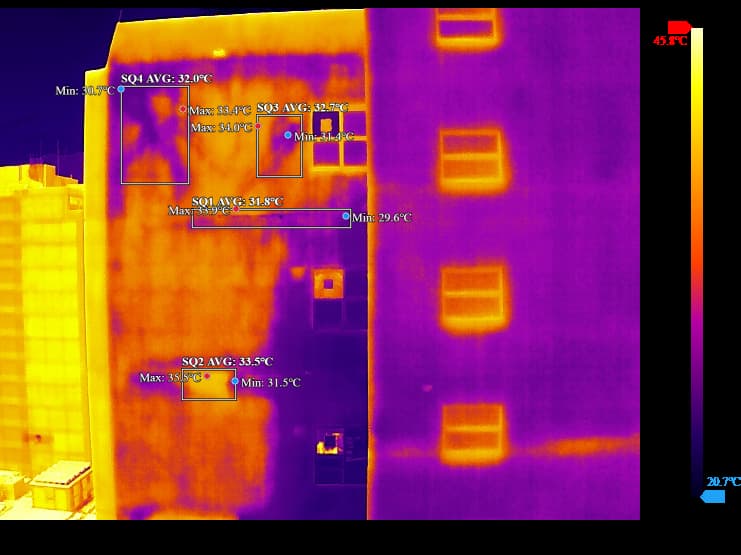 45.8°C
SQ4 AVG: 32.0°C
Min: 30.7°C
Max: 33.4°C
SQ3 AVG: 32.7°C
Max: 34.0°C
Min: 31.4°C
SQ1 AVG: 31.8°C
Max: 33.9°C
Min: 29.6°C
SQ2 AVG: 33.5°C
Max: 35.5°C
Min: 31.5°C
20.7°C